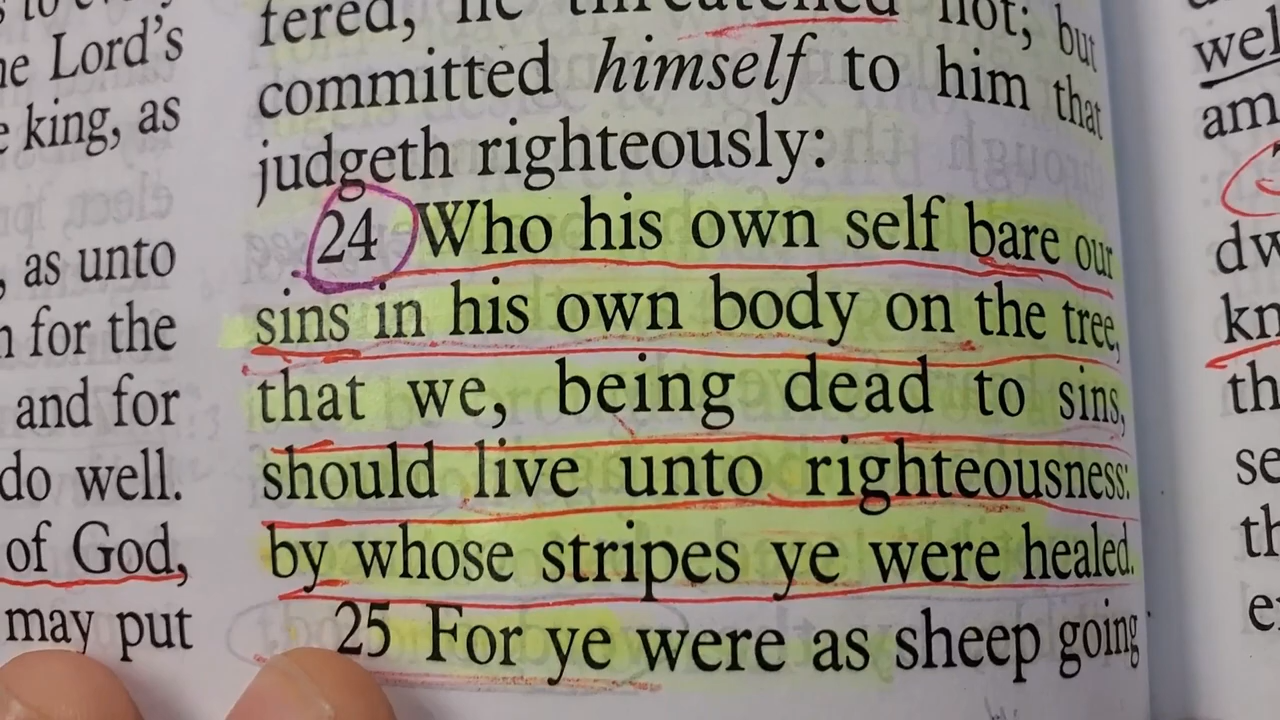 he Lord's
king, as
as unto
for the
and for
do well.
of God,
may put
fered, he threatened not; but
committed himself to him that
judgeth righteously:
24 Who his own self bare our
sins in his own body on the tree,
that we, being dead to sins,
should live unto righteousness:
by whose stripes ye were healed.
25 For ye were as sheep going
wel
am
dw
kn
th
se
th